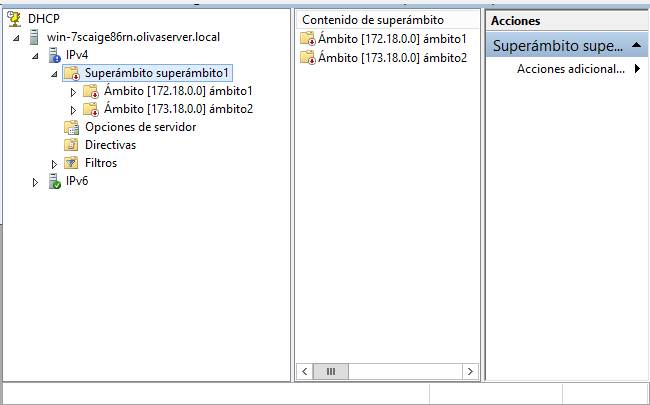 DHCP
win-7scaige86rn.olivaserver.local
IPv4
Superámbito superámbito1
Ámbito [172.18.0.0] ámbito1
Ámbito [173.18.0.0] ámbito2
Opciones de servidor
Directivas
Filtros
IPv6
Contenido de superámbito
Ámbito [172.18.0.0] ámbito1
Ámbito [173.18.0.0] ámbito2
Acciones
Superámbito supe...
Acciones adicional...